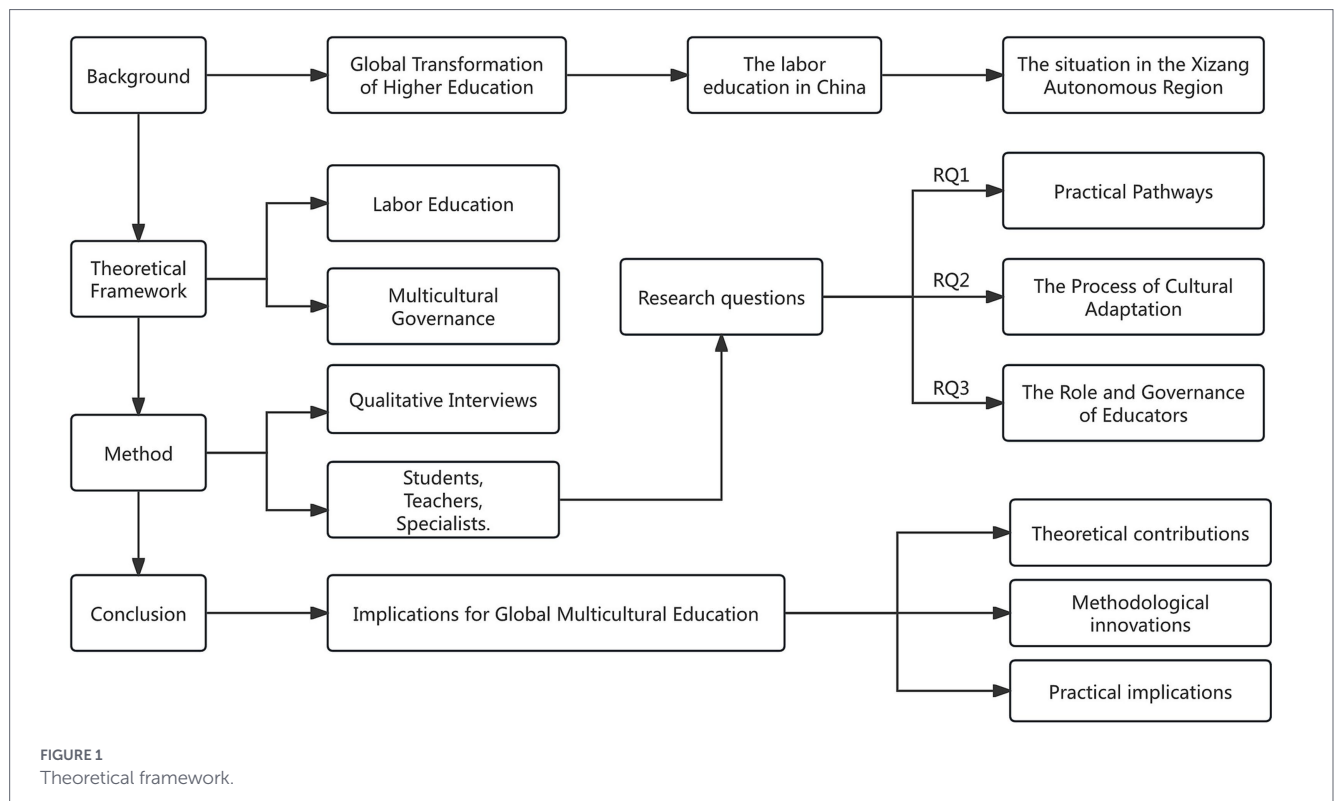 Background
Global Transformation
of Higher Education
The labor
education in China
The situation in the Xizang
Autonomous Region
Theoretical
Framework
Labor Education
Multicultural
Governance
Research questions
RQ1
Practical Pathways
RQ2
The Process of Cultural
Adaptation
RQ3
The Role and Governance
of Educators
Method
Qualitative Interviews
Students,
Teachers,
Specialists.
Conclusion
Implications for Global Multicultural Education
Theoretical contributions
Methodological
innovations
Practical implications
FIGURE 1
Theoretical framework.